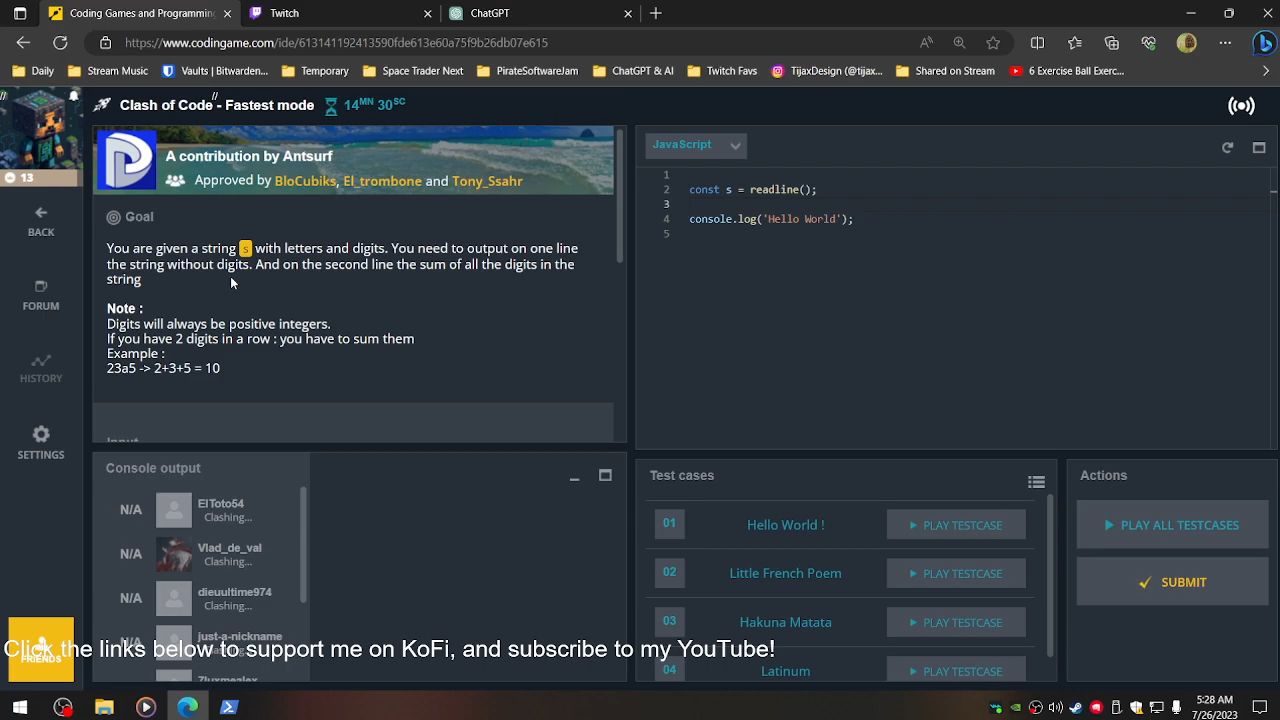 Coding Games and Programming
Twitch
ChatGPT
https://www.codingame.com/ide/613141192413590fde613e60a75f9b26db07e615
Daily
Stream Music
Vaults | Bitwarden...
Temporary
Space Trader Next
PirateSoftwareJam
ChatGPT & AI
Twitch Favs
TijaxDesign (@tijax...
Shared on Stream
6 Exercise Ball Exerc...
//
//
Clash of Code - Fastest mode
14MN 30SC
13
BACK
FORUM
HISTORY
SETTINGS
FRIENDS
A contribution by Antsurf
Approved by BloCubiks, El_trombone and Tony_Ssahr
Goal
You are given a string s with letters and digits. You need to output on one line
the string without digits. And on the second line the sum of all the digits in the
string
Note :
Digits will always be positive integers.
If you have 2 digits in a row : you have to sum them
Example :
23a5 -> 2+3+5 = 10
Input
JavaScript
1
2 const s = readline();
3
4 console.log('Hello World');
5
Console output
N/A ElToto54
Clashing...
N/A Vlad_de_val
Clashing...
N/A dieuultime974
Clashing...
N/A just-a-nickname
Test cases
01 Hello World ! PLAY TESTCASE
02 Little French Poem PLAY TESTCASE
03 Hakuna Matata PLAY TESTCASE
04 Latinum PLAY TESTCASE
Actions
PLAY ALL TESTCASES
SUBMIT
Click the links below to support me on KoFi, and subscribe to my YouTube!
5:28 AM
7/26/2023